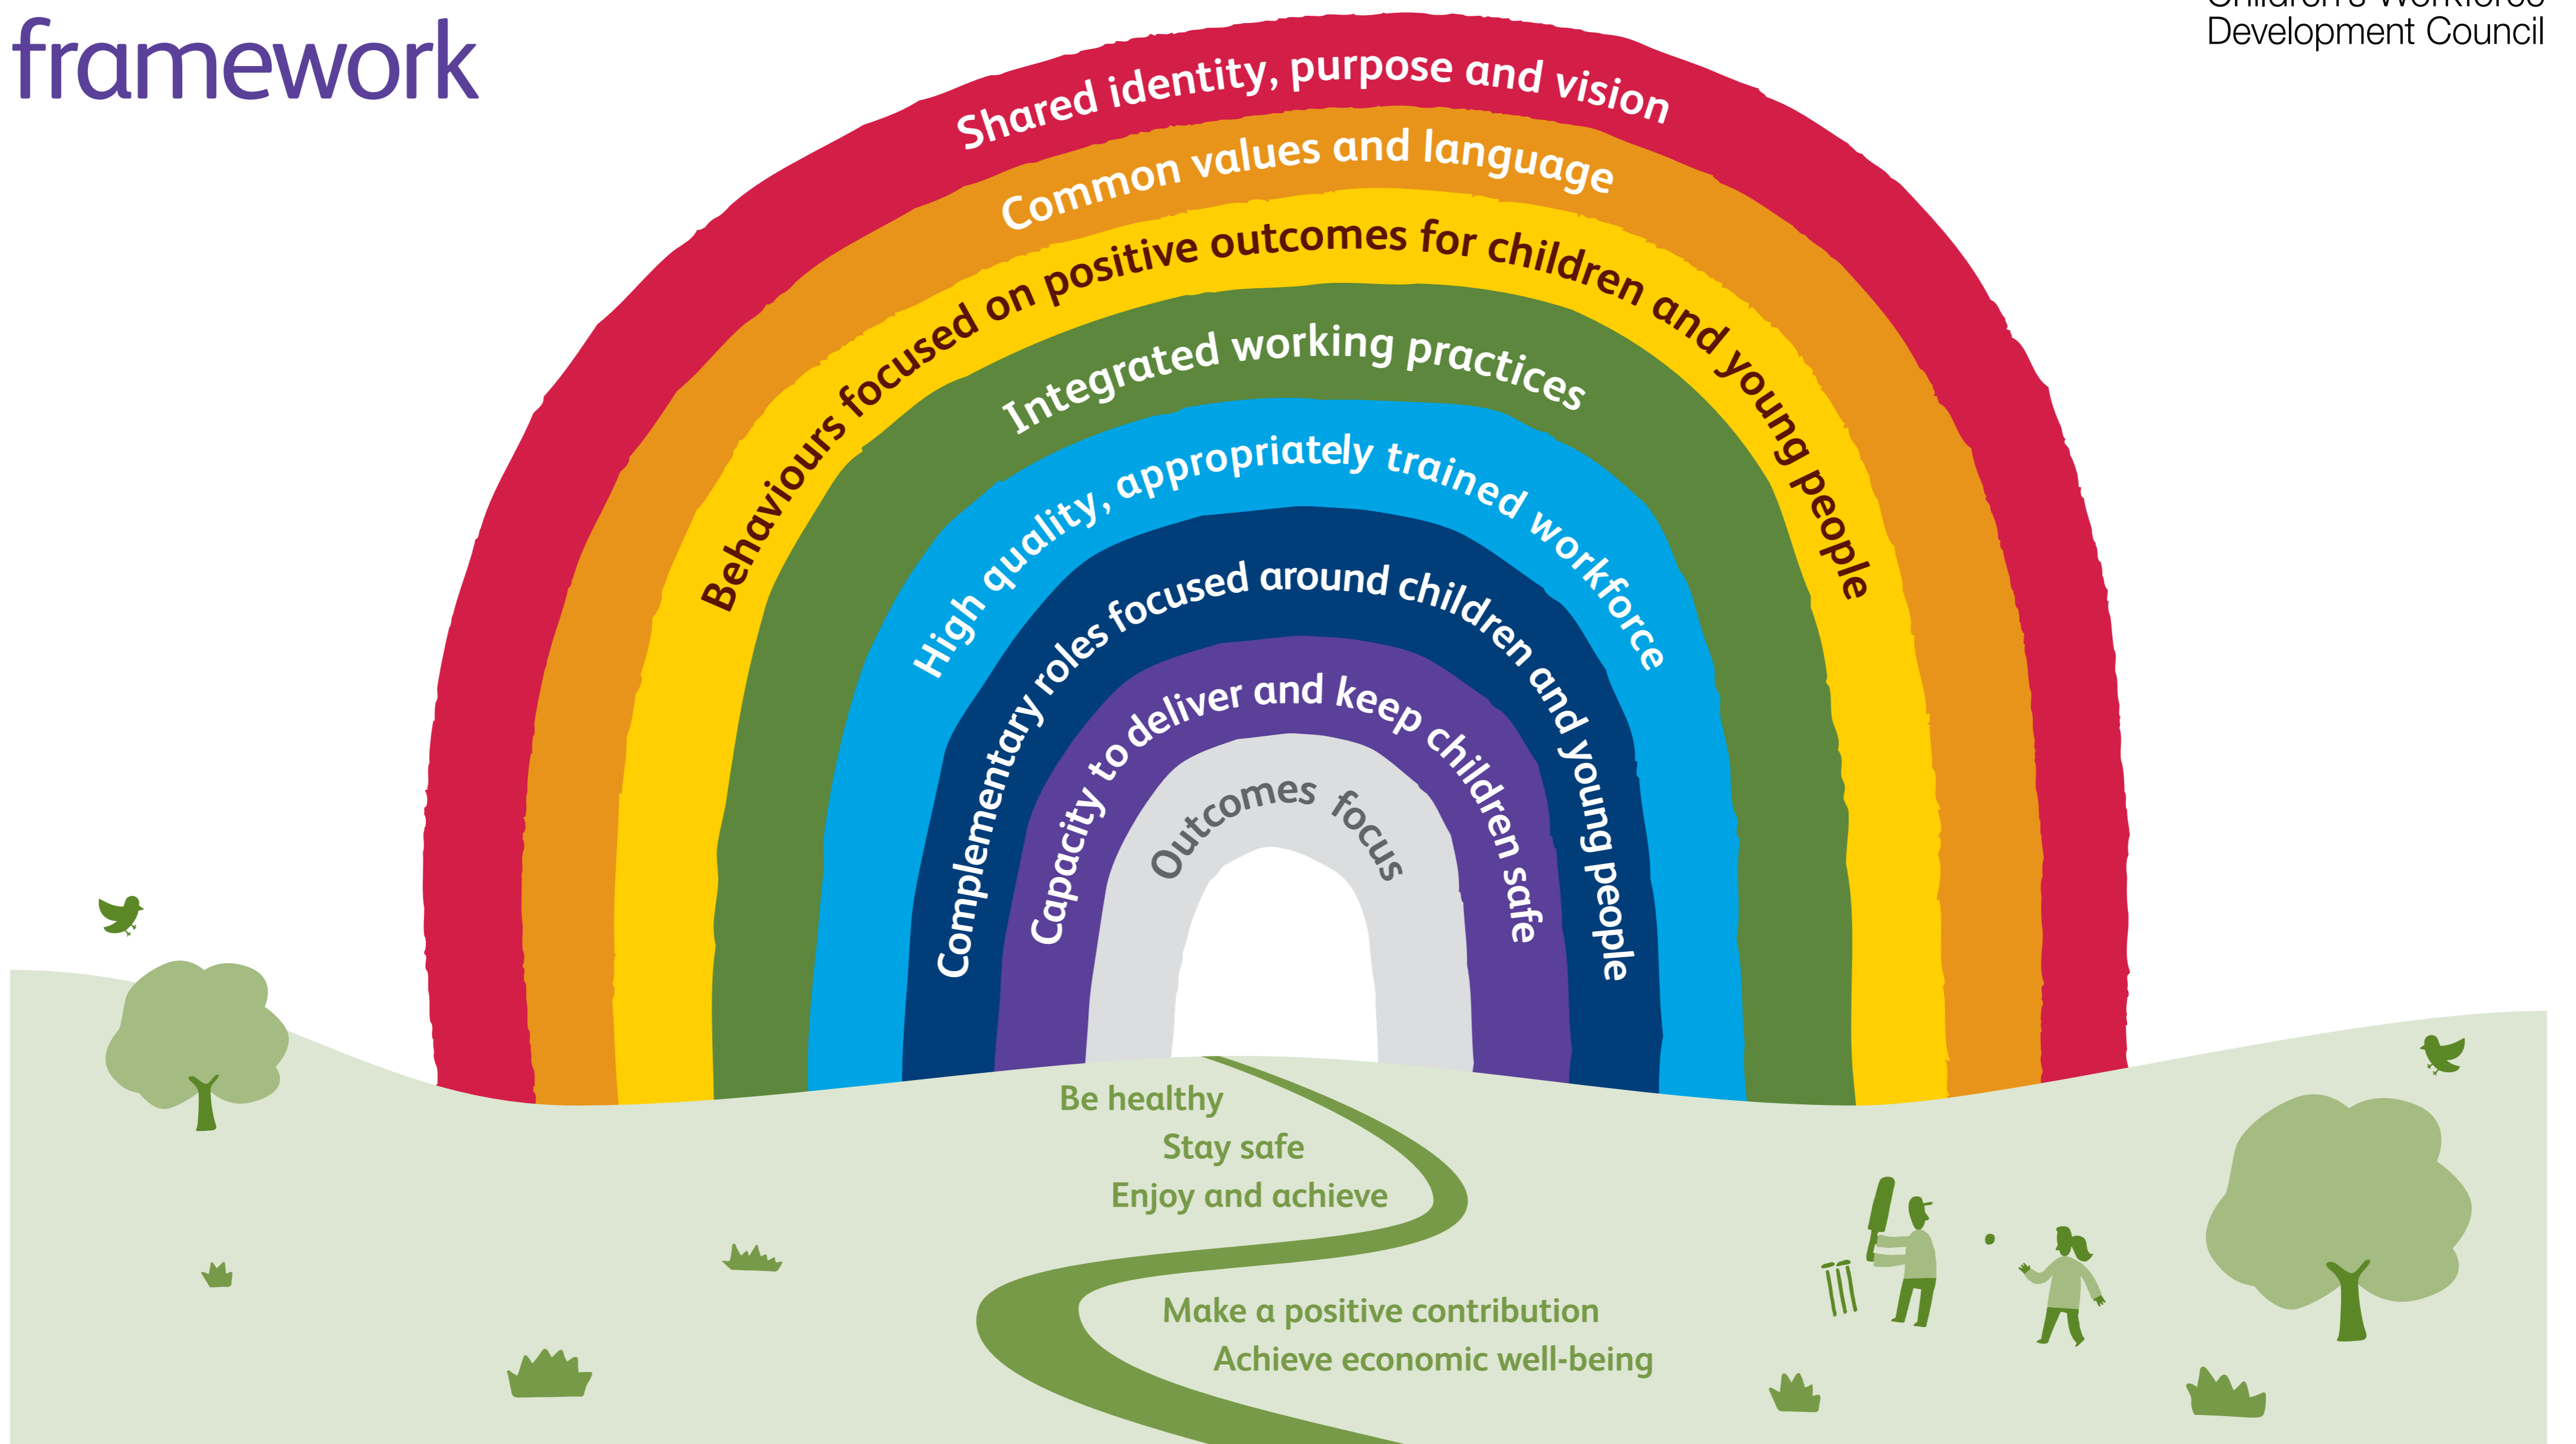 framework
Children's Workforce
Development Council
Shared identity, purpose and vision
Common values and language
Behaviours focused on positive outcomes for children and young people
Integrated working practices
High quality, appropriately trained workforce
Complementary roles focused around children and young people
Capacity to deliver and keep children safe
Outcomes focus
Be healthy
Stay safe
Enjoy and achieve
Make a positive contribution
Achieve economic well-being